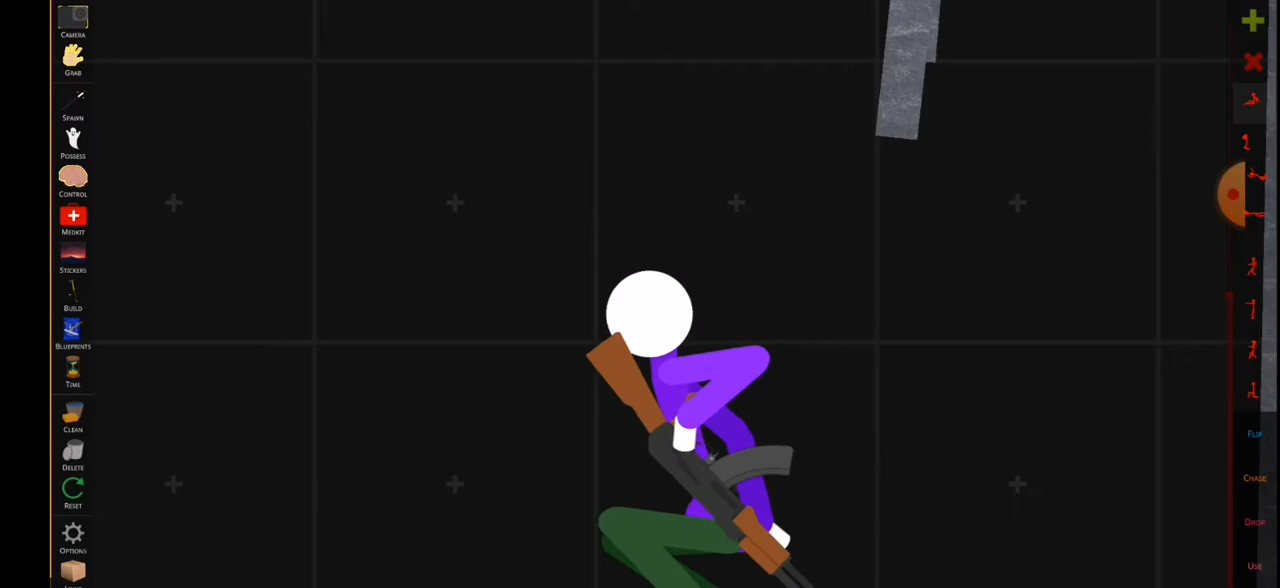 CAMERA
GRAB
SPAWN
POSSESS
CONTROL
MEDKIT
STICKERS
BUILD
BLUEPRINTS
TIME
CLEAN
DELETE
RESET
OPTIONS
FLIP
CHASE
DROP
USE